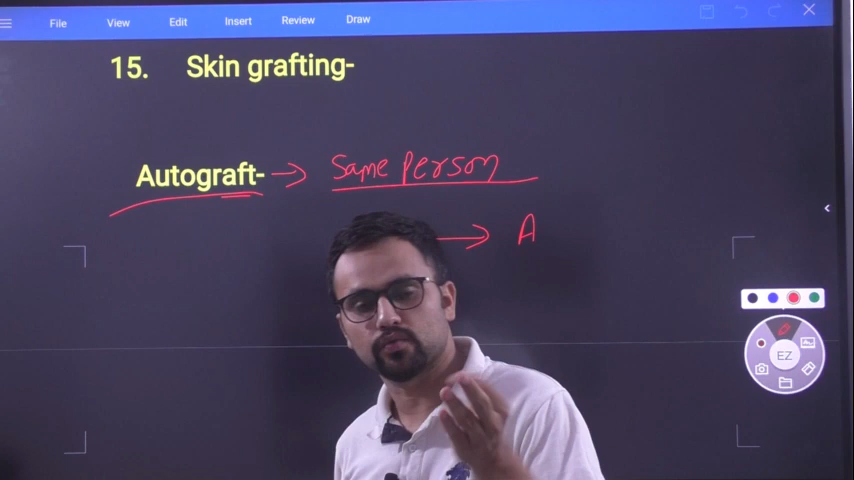 File View Edit Insert Review Draw
15. Skin grafting-
Autograft- → Same Person
→ A
EZ